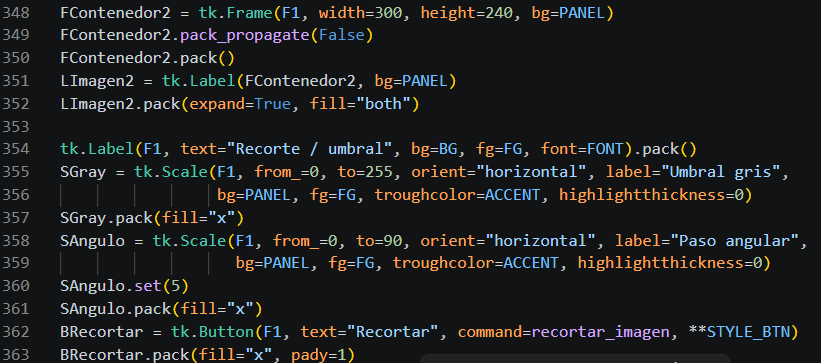 348 FContenedor2 = tk.Frame(F1, width=300, height=240, bg=PANEL)
349 FContenedor2.pack_propagate(False)
350 FContenedor2.pack()
351 LImagen2 = tk.Label(FContenedor2, bg=PANEL)
352 LImagen2.pack(expand=True, fill="both")
353
354 tk.Label(F1, text="Recorte / umbral", bg=BG, fg=FG, font=FONT).pack()
355 SGray = tk.Scale(F1, from_=0, to=255, orient="horizontal", label="Umbral gris",
356                  bg=PANEL, fg=FG, troughcolor=ACCENT, highlightthickness=0)
357 SGray.pack(fill="x")
358 SAngulo = tk.Scale(F1, from_=0, to=90, orient="horizontal", label="Paso angular",
359                    bg=PANEL, fg=FG, troughcolor=ACCENT, highlightthickness=0)
360 SAngulo.set(5)
361 SAngulo.pack(fill="x")
362 BRecortar = tk.Button(F1, text="Recortar", command=recortar_imagen, **STYLE_BTN)
363 BRecortar.pack(fill="x", pady=1)